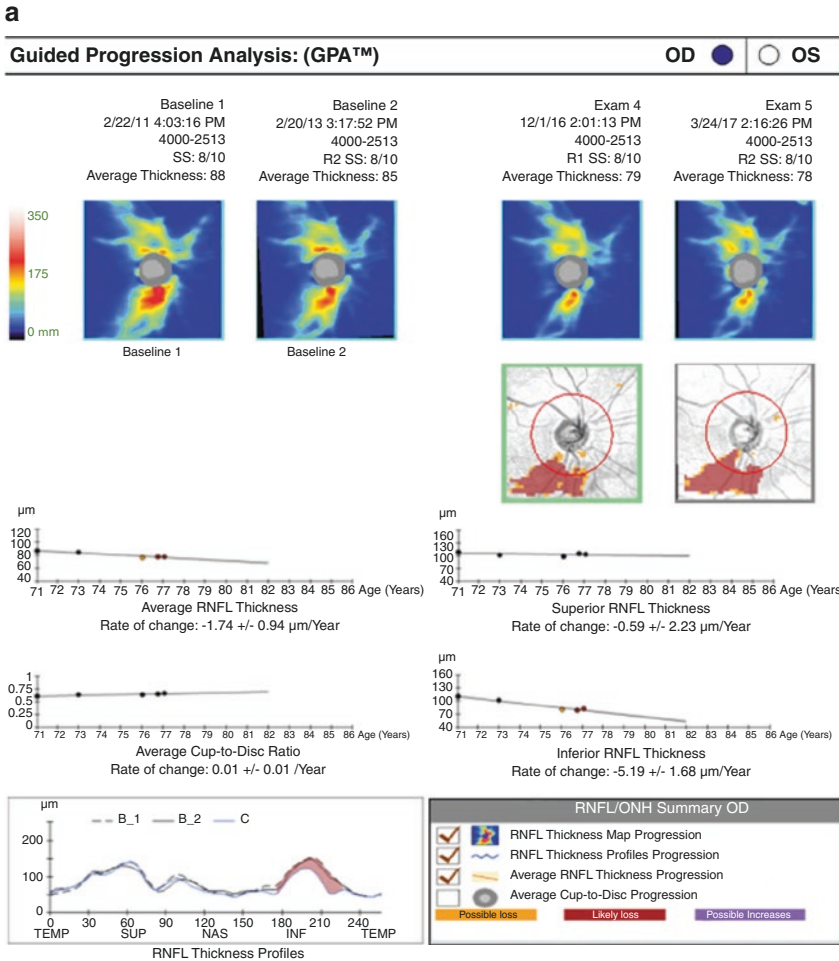 a
Guided Progression Analysis: (GPA™)
OD
OS
Baseline 1
2/22/11 4:03:16 PM
4000-2513
SS: 8/10
Average Thickness: 88
Baseline 2
2/20/13 3:17:52 PM
4000-2513
R2 SS: 8/10
Average Thickness: 85
Exam 4
12/1/16 2:01:13 PM
4000-2513
R1 SS: 8/10
Average Thickness: 79
Exam 5
3/24/17 2:16:26 PM
4000-2513
R2 SS: 8/10
Average Thickness: 78
350
175
0 mm
Baseline 1
Baseline 2
µm
120
100
80
60
40
71 72 73 74 75 76 77 78 79 80 81 82 83 84 85 86 Age (Years)
Average RNFL Thickness
Rate of change: -1.74 +/- 0.94 µm/Year
µm
160
130
100
70
40
71 72 73 74 75 76 77 78 79 80 81 82 83 84 85 86 Age (Years)
Superior RNFL Thickness
Rate of change: -0.59 +/- 2.23 µm/Year
1
0.75
0.5
0.25
0
71 72 73 74 75 76 77 78 79 80 81 82 83 84 85 86 Age (Years)
Average Cup-to-Disc Ratio
Rate of change: 0.01 +/- 0.01 /Year
µm
160
130
100
70
40
71 72 73 74 75 76 77 78 79 80 81 82 83 84 85 86 Age (Years)
Inferior RNFL Thickness
Rate of change: -5.19 +/- 1.68 µm/Year
µm
B_1 B_2 C
200
100
0
0 30 60 90 120 150 180 210 240
TEMP SUP NAS INF TEMP
RNFL Thickness Profiles
RNFL/ONH Summary OD
RNFL Thickness Map Progression
RNFL Thickness Profiles Progression
Average RNFL Thickness Progression
Average Cup-to-Disc Progression
Possible loss Likely loss Possible Increases